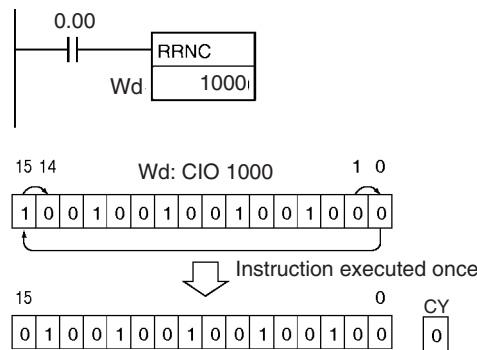 0.00
RRNC
Wd 1000
15 14 Wd: CIO 1000 1 0
1 0 0 1 0 0 1 0 0 1 0 0 1 0 0 0
Instruction executed once
15 0 CY
0 1 0 0 1 0 0 1 0 0 1 0 0 1 0 0 0